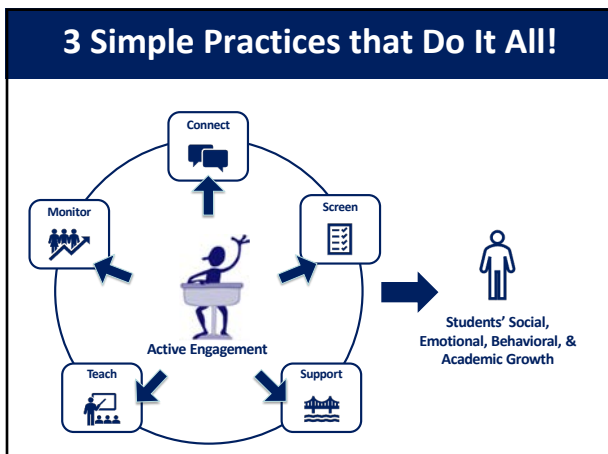 3 Simple Practices that Do It All!
Connect
Monitor
Screen
Active Engagement
Students’ Social,
Emotional, Behavioral, &
Academic Growth
Teach
Support